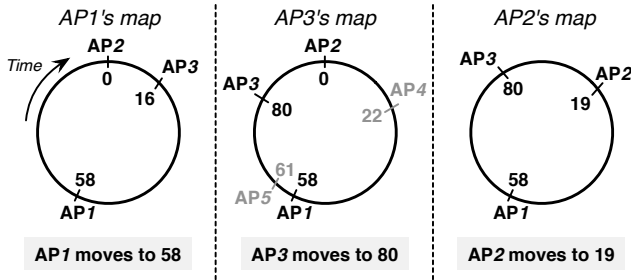 AP1's map
AP2
Time
0
AP3
16
58
AP1
AP1 moves to 58
AP3's map
AP2
0
AP3
80
AP4
22
61
58
AP5
AP1
AP3 moves to 80
AP2's map
AP3
80
AP2
19
58
AP1
AP2 moves to 19